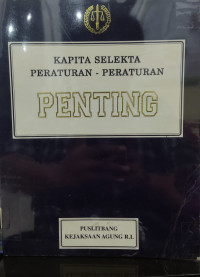 KAPITA SELEKTA
PERATURAN - PERATURAN
PENTING
PUSLITBANG
KEJAKSAAN AGUNG R.I.